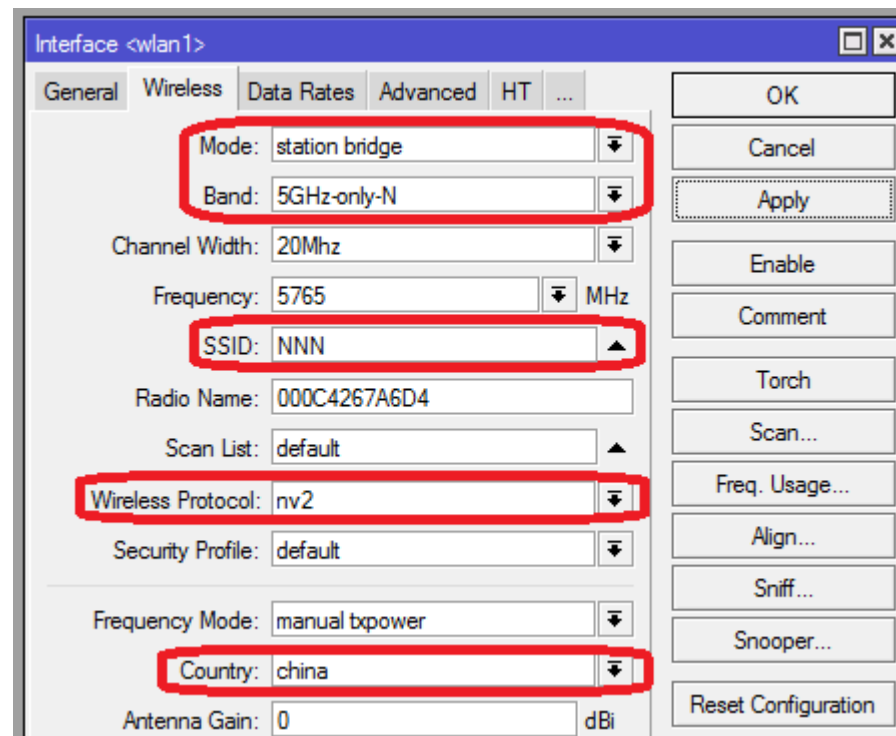 Interface <wlan1>
General Wireless Data Rates Advanced HT ...
Mode: station bridge
Band: 5GHz-only-N
Channel Width: 20Mhz
Frequency: 5765 MHz
SSID: NNN
Radio Name: 000C4267A6D4
Scan List: default
Wireless Protocol: nv2
Security Profile: default
Frequency Mode: manual txpower
Country: china
Antenna Gain: 0 dBi
OK
Cancel
Apply
Enable
Comment
Torch
Scan...
Freq. Usage...
Align...
Sniff...
Snooper...
Reset Configuration